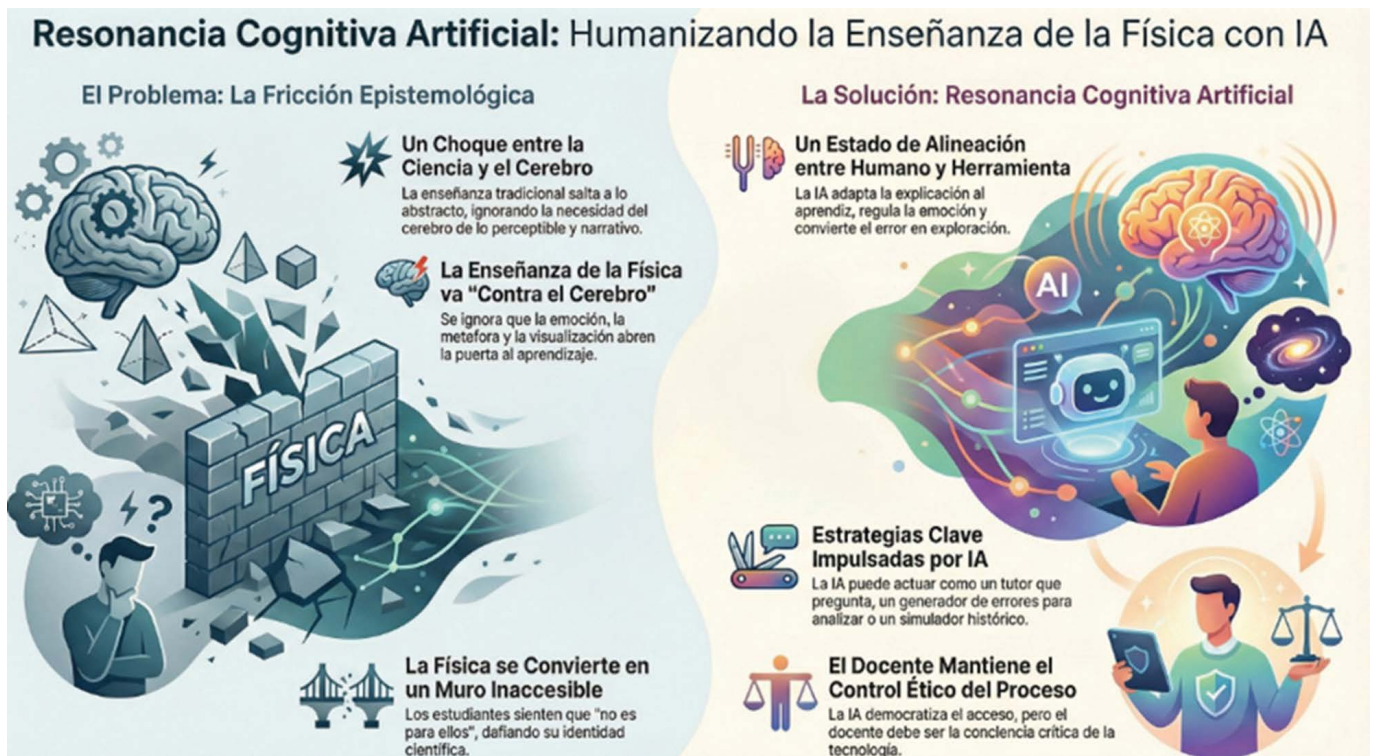 Resonancia Cognitiva Artificial: Humanizando la Enseñanza de la Física con IA
El Problema: La Fricción Epistemológica
Un Choque entre la
Ciencia y el Cerebro
La enseñanza tradicional salta a lo
abstracto, ignorando la necesidad del
cerebro de lo perceptible y narrativo.
La Enseñanza de la Física
va "Contra el Cerebro"
Se ignora que la emoción, la
metefora y la visualización abren
la puerta al aprendizaje.
FÍSICA
?
La Física se Convierte en
un Muro Inaccesible
Los estudiantes sienten que "no es
para ellos", dafiando su identidad
científica.
La Solución: Resonancia Cognitiva Artificial
Un Estado de Alineación
entre Humano y Herramienta
La IA adapta la explicación al
aprendiz, regula la emoción y
convierte el error en exploración.
AI
Estrategias Clave
Impulsadas por IA
La IA puede actuar como un tutor que
pregunta, un generador de errores para
analizar o un simulador histórico.
El Docente Mantiene el
Control Ético del Proceso
La IA democratiza el acceso, pero el
docente debe ser la conclencia crítica de la
tecnología.